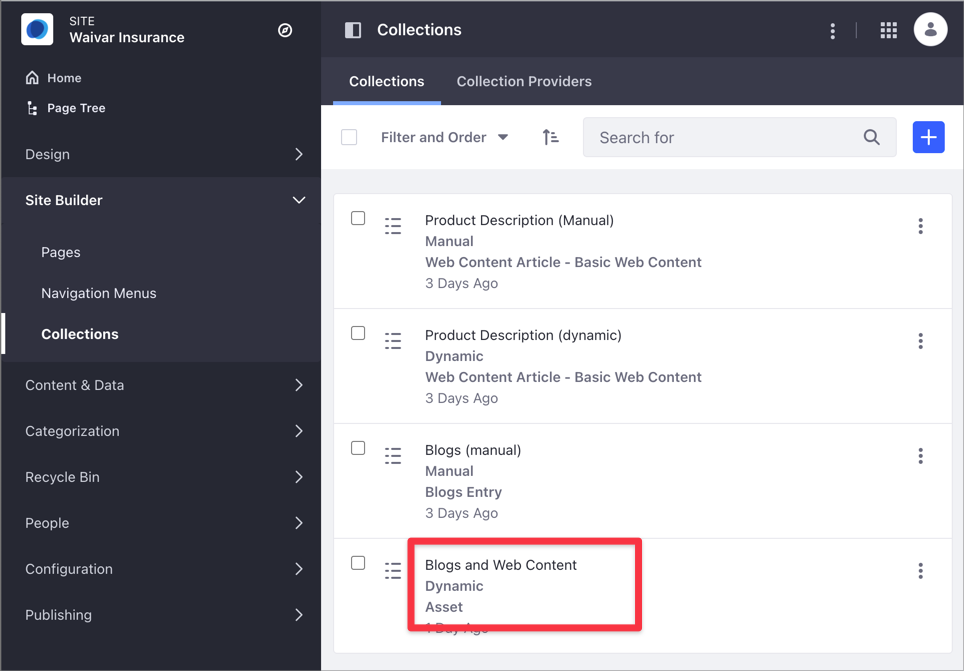 SITE
Waivar Insurance
Home
Page Tree
Design
Site Builder
Pages
Navigation Menus
Collections
Content & Data
Categorization
Recycle Bin
People
Configuration
Publishing
Collections
Collections
Collection Providers
Filter and Order
Search for
Product Description (Manual)
Manual
Web Content Article - Basic Web Content
3 Days Ago
Product Description (dynamic)
Dynamic
Web Content Article - Basic Web Content
3 Days Ago
Blogs (manual)
Manual
Blogs Entry
3 Days Ago
Blogs and Web Content
Dynamic
Asset
1 Day Ago